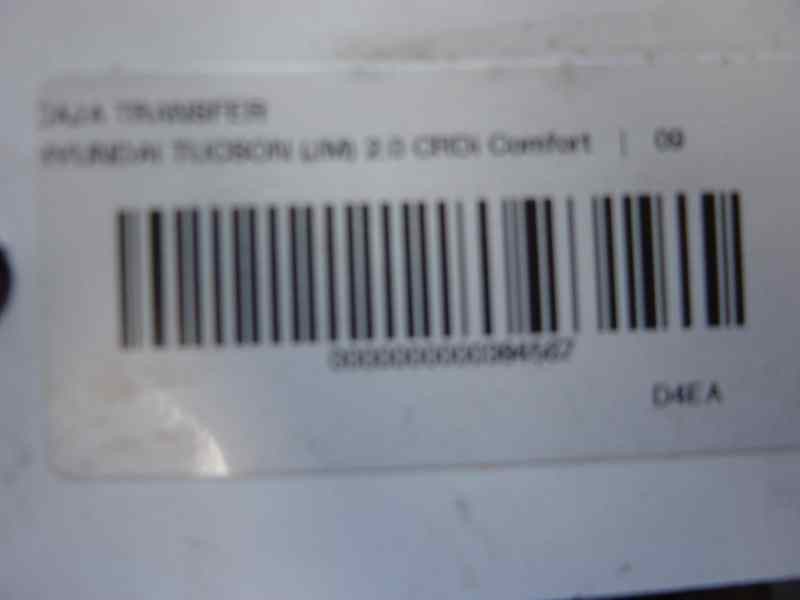 CAJA TRANSFER
HYUNDAI TUCSON (JM) 2.0 CRDi Comfort | 09
D4EA